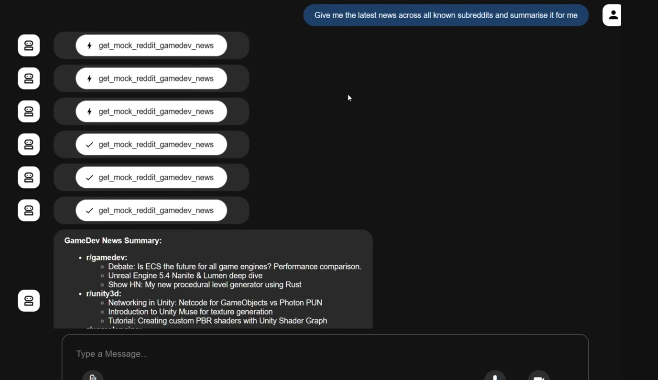 Give me the latest news across all known subreddits and summarise it for me
get_mock_reddit_gamedev_news
get_mock_reddit_gamedev_news
get_mock_reddit_gamedev_news
get_mock_reddit_gamedev_news
get_mock_reddit_gamedev_news
get_mock_reddit_gamedev_news
GameDev News Summary:
r/gamedev:
Debate: Is ECS the future for all game engines? Performance comparison.
Unreal Engine 5.4 Nanite & Lumen deep dive
Show HN: My new procedural level generator using Rust
r/unity3d:
Networking in Unity: Netcode for GameObjects vs Photon PUN
Introduction to Unity Muse for texture generation
Tutorial: Creating custom PBR shaders with Unity Shader Graph
Type a Message...